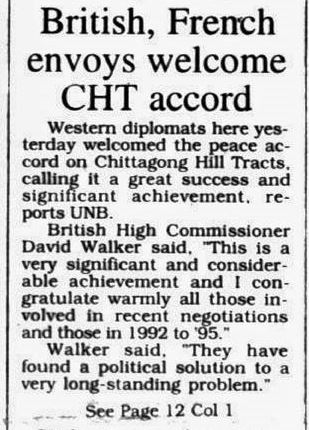 British, French
envoys welcome
CHT accord
Western diplomats here yes-
terday welcomed the peace ac-
cord on Chittagong Hill Tracts,
calling it a great success and
significant achievement, re-
ports UNB.
British High Commissioner
David Walker said, "This is a
very significant and consider-
able achievement and I con-
gratulate warmly all those in-
volved in recent negotiations
and those in 1992 to '95."
Walker said, "They have
found a political solution to a
very long-standing problem."
See Page 12 Col 1